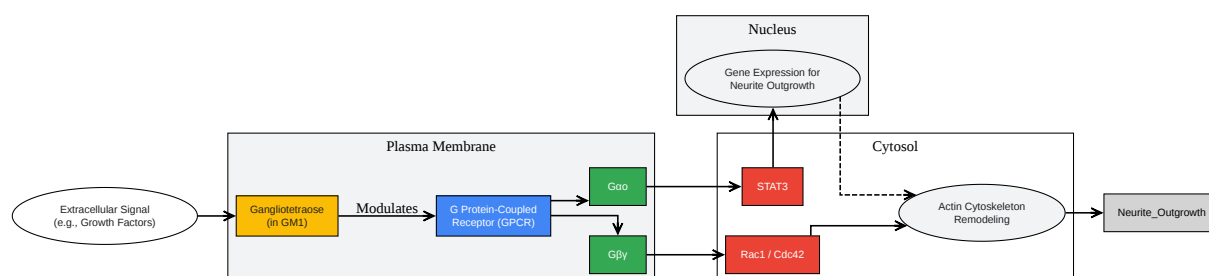 Nucleus
Gene Expression for
Neurite Outgrowth
Plasma Membrane
Cytosol
Extracellular Signal
(e.g., Growth Factors)
Gangliotetraose
(in GM1)
Modulates
G Protein-Coupled
Receptor (GPCR)
Gαo
Gβγ
STAT3
Rac1 / Cdc42
Actin Cytoskeleton
Remodeling
Neurite_Outgrowth